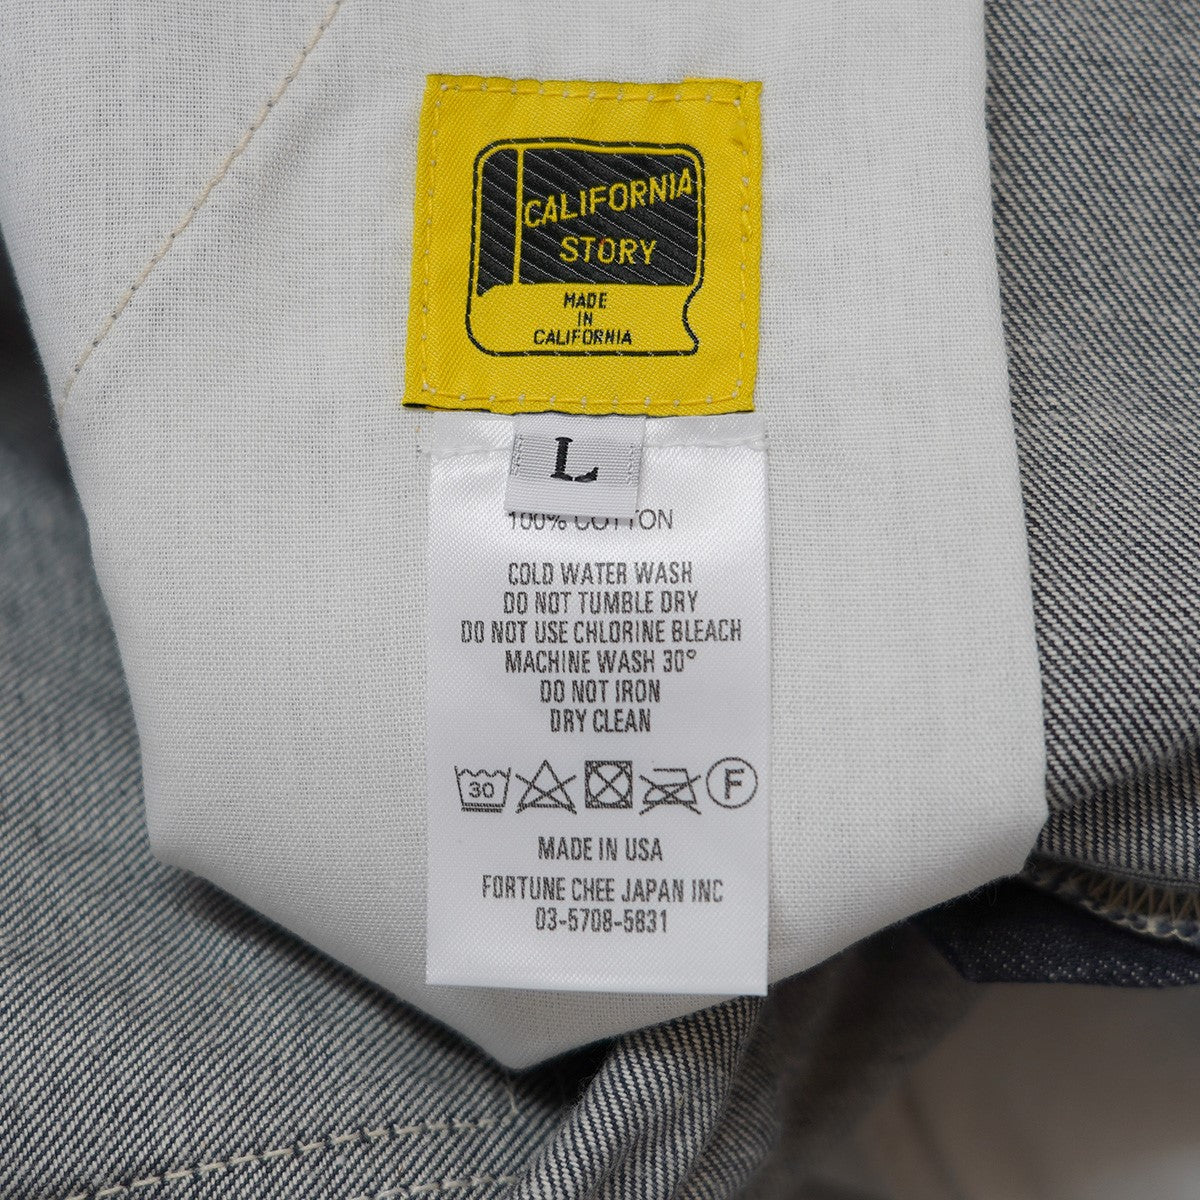 CALIFORNIA
STORY
MADE
IN
CALIFORNIA
L
100% COTTON
COLD WATER WASH
DO NOT TUMBLE DRY
DO NOT USE CHLORINE BLEACH
MACHINE WASH 30°
DO NOT IRON
DRY CLEAN
30 F
MADE IN USA
FORTUNE CHEE JAPAN INC
03-5708-5831